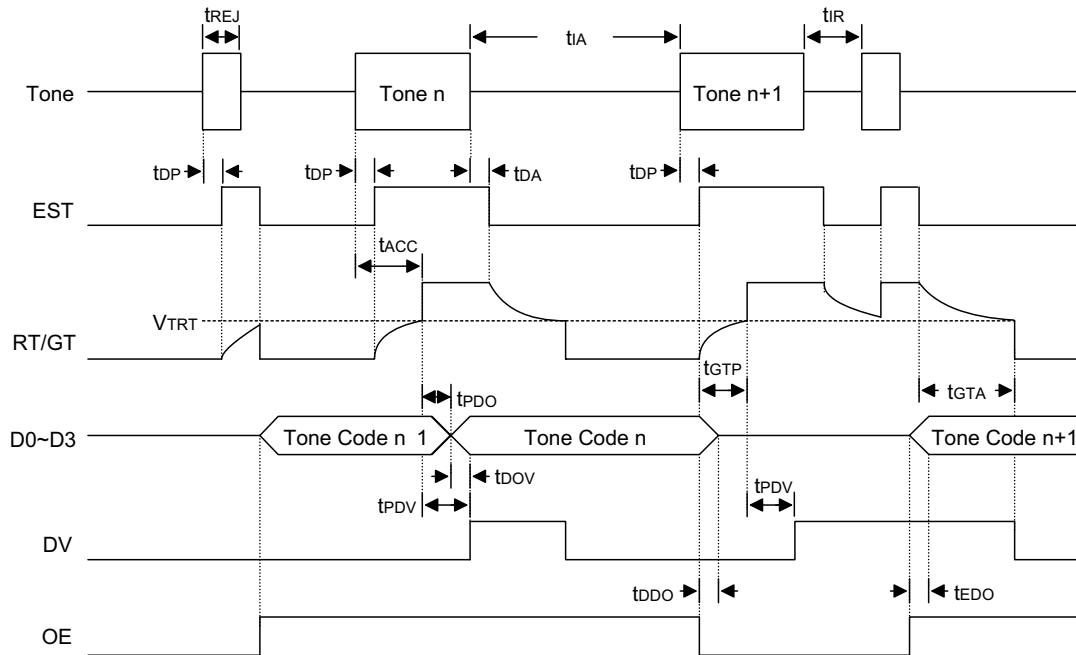 tREJ
tIA
tIR
Tone
Tone n
Tone n+1
tDP
tDP
tDA
tDP
EST
tACC
VTRT
RT/GT
tGTP
tGTA
tPDO
D0~D3
Tone Code n 1
Tone Code n
Tone Code n+1
tDOV
tPDV
tPDV
DV
tDDO
tEDO
OE